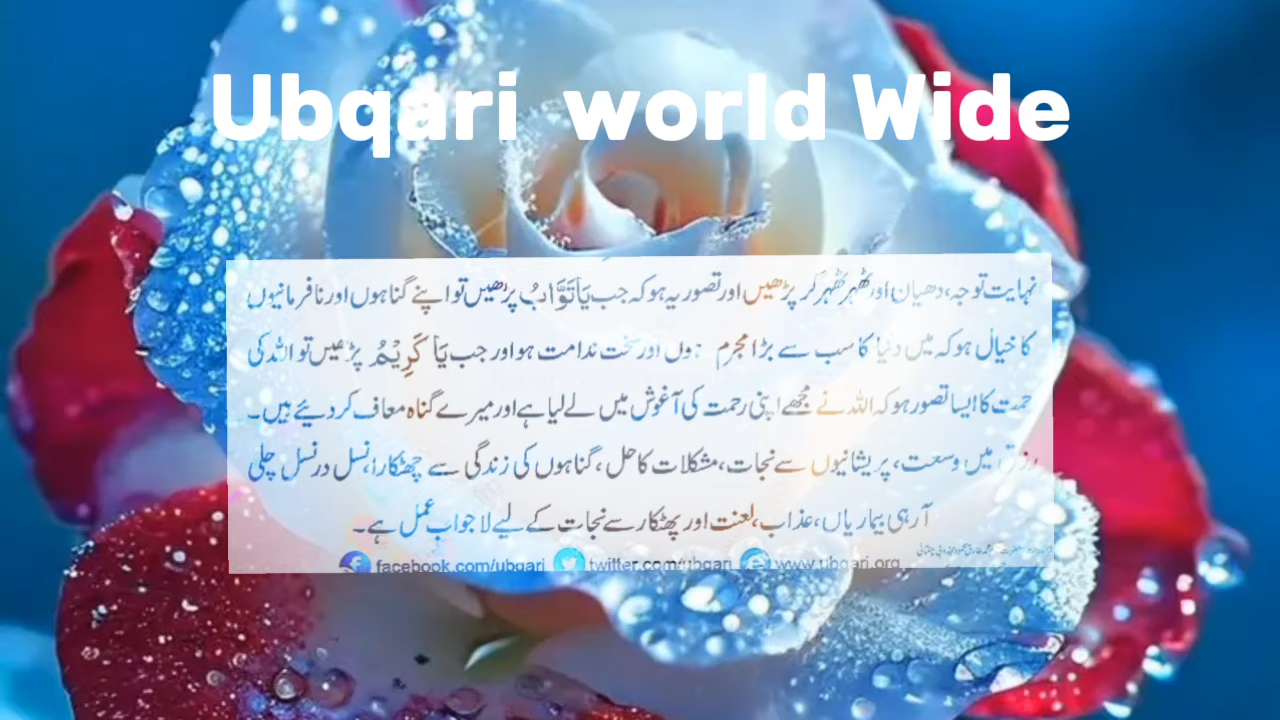 Ubqari world Wide
نہایت توجہ، دھیان اور ٹھہر ٹھہر کر پڑھیں اور تصور یہ ہو کہ جب یَا تَوَّابُ پڑھیں تو اپنے گناہوں اور نافرمانیوں
کا خیال ہو کہ میں دنیا کا سب سے بڑا مجرم ہوں اور سخت ندامت ہو اور جب یَا کَرِیْمُ پڑھیں تو اللہ کی
رحمت کا ایسا تصور ہو کہ اللہ نے مجھے اپنی رحمت کی آغوش میں لے لیا ہے اور میرے گناہ معاف کر دیئے ہیں۔
رزق میں وسعت، پریشانیوں سے نجات، مشکلات کا حل، گناہوں کی زندگی سے چھٹکارا، نسل در نسل چلی
آ رہی بیماریاں، عذاب، لعنت اور پھٹکار سے نجات کے لیے لاجواب عمل ہے۔
facebook.com/ubqari twitter.com/ubqari www.ubqari.org